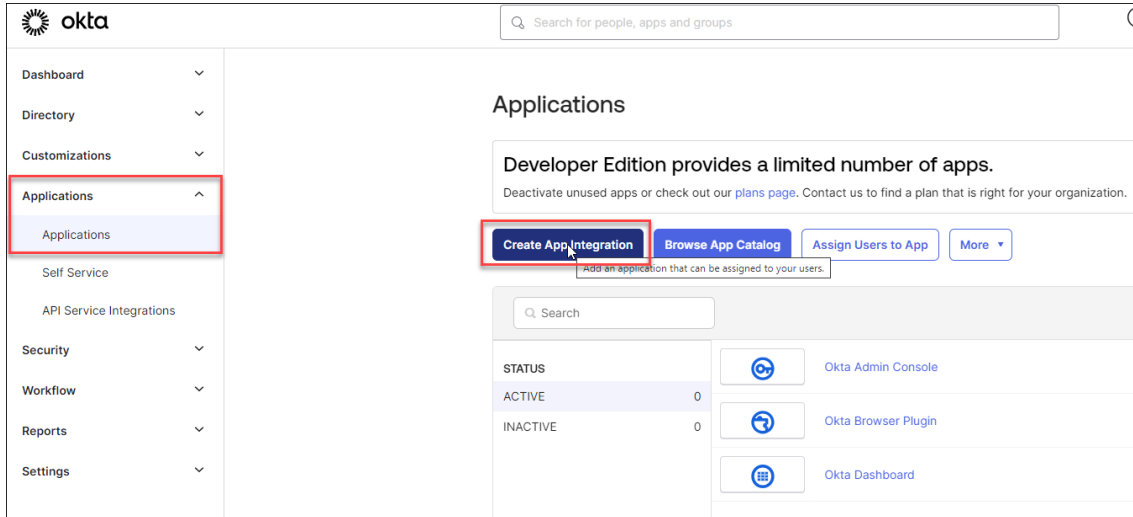 okta
Search for people, apps and groups
Dashboard
Directory
Customizations
Applications
Applications
Self Service
API Service Integrations
Security
Workflow
Reports
Settings
Applications
Developer Edition provides a limited number of apps.
Deactivate unused apps or check out our plans page. Contact us to find a plan that is right for your organization.
Create App Integration
Browse App Catalog
Assign Users to App
More
Add an application that can be assigned to your users.
Search
STATUS
ACTIVE 0
INACTIVE 0
Okta Admin Console
Okta Browser Plugin
Okta Dashboard